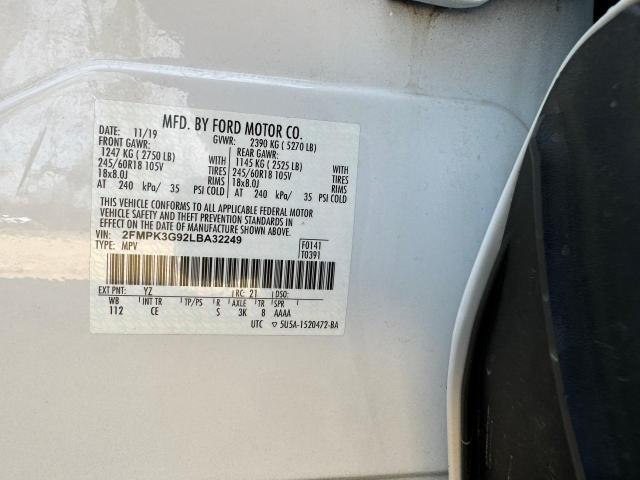 MFD. BY FORD MOTOR CO.
DATE: 11/19 GVWR: 2390 KG ( 5270 LB)
FRONT GAWR: REAR GAWR:
1247 KG ( 2750 LB) 1145 KG ( 2525 LB)
245/60R18 105V TIRES 245/60R18 105V TIRES
18x8.0J RIMS 18x8.0J RIMS
AT 240 kPa/ 35 PSI COLD AT 240 kPa/ 35 PSI COLD
THIS VEHICLE CONFORMS TO ALL APPLICABLE FEDERAL MOTOR
VEHICLE SAFETY AND THEFT PREVENTION STANDARDS IN
EFFECT ON THE DATE OF MANUFACTURE SHOWN ABOVE.
VIN: 2FMPK3G92LBA32249
TYPE: MPV
F0141
T0391
EXT PNT: YZ RC: 21 DSO:
WB INT TR TP/PS R AXLE TR SPR
112 CE S 3K 8 AAAA
UTC ▽ 5U5A-1520472-BA